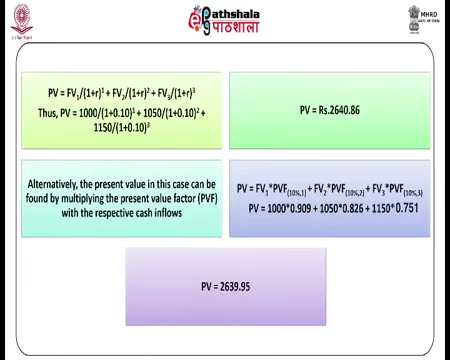 Pathshala
पाठशाला
MHRD
PV = FV₁/(1+r)¹ + FV₂/(1+r)² + FV₃/(1+r)³
Thus, PV = 1000/(1+0.10)¹ + 1050/(1+0.10)² +
1150/(1+0.10)³
PV = Rs.2640.86
Alternatively, the present value in this case can be
found by multiplying the present value factor (PVF)
with the respective cash inflows
PV = FV₁*PVF₍₁₀%,₁₎ + FV₂*PVF₍₁₀%,₂₎ + FV₃*PVF₍₁₀%,₃₎
PV = 1000*0.909 + 1050*0.826 + 1150* 0.751
PV = 2639.95